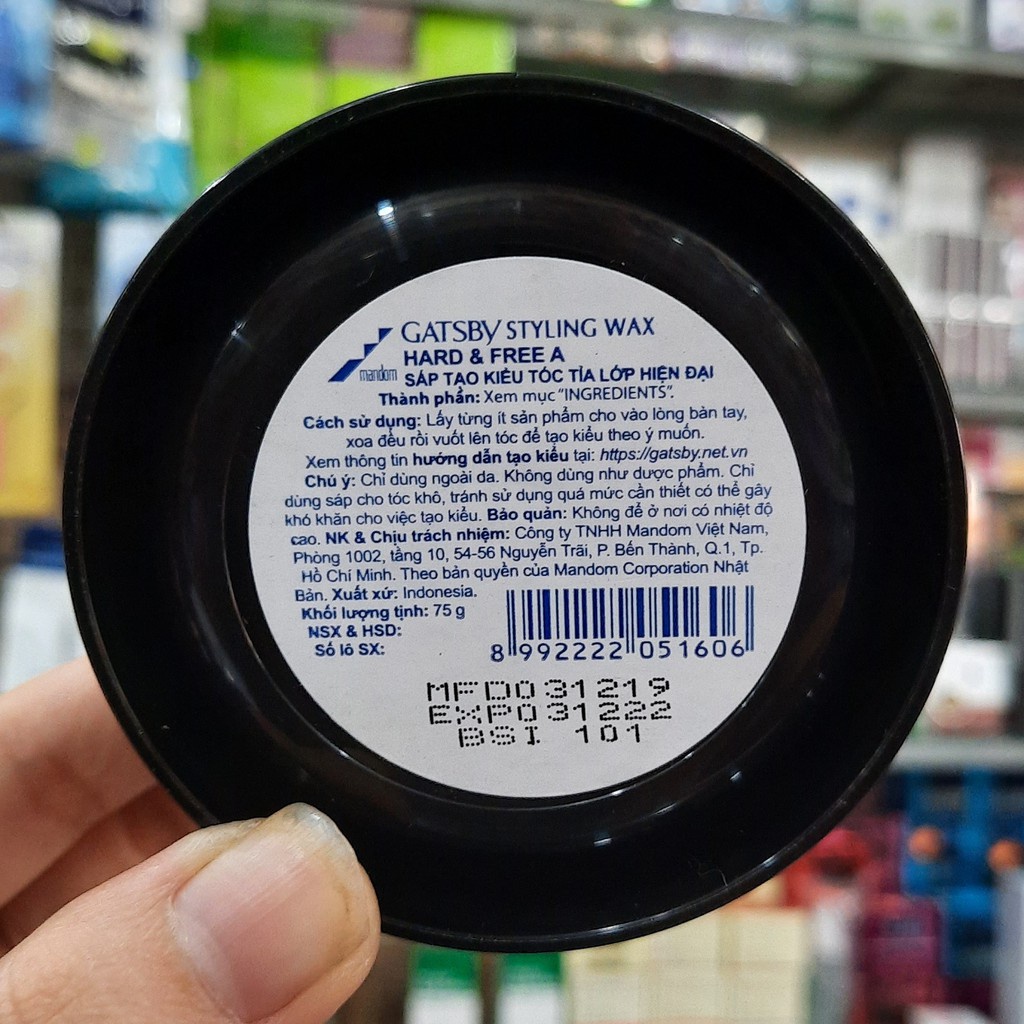 GATSBY STYLING WAX
mandom HARD & FREE A
SÁP TẠO KIỂU TÓC TỈA LỚP HIỆN ĐẠI
Thành phần: Xem mục "INGREDIENTS".
Cách sử dụng: Lấy từng ít sản phẩm cho vào lòng bàn tay,
xoa đều rồi vuốt lên tóc để tạo kiểu theo ý muốn.
Xem thông tin hướng dẫn tạo kiểu tại: https://gatsby.net.vn
Chú ý: Chỉ dùng ngoài da. Không dùng như dược phẩm. Chỉ
dùng sáp cho tóc khô, tránh sử dụng quá mức cần thiết có thể gây
khó khăn cho việc tạo kiểu. Bảo quản: Không để ở nơi có nhiệt độ
cao. NK & Chịu trách nhiệm: Công ty TNHH Mandom Việt Nam,
Phòng 1002, tầng 10, 54-56 Nguyễn Trãi, P. Bến Thành, Q.1, Tp.
Hồ Chí Minh. Theo bản quyền của Mandom Corporation Nhật
Bản. Xuất xứ: Indonesia.
Khối lượng tịnh: 75 g
NSX & HSD:
Số lô SX:
8 992222 051606
MFD031219
EXP031222
BSI 101